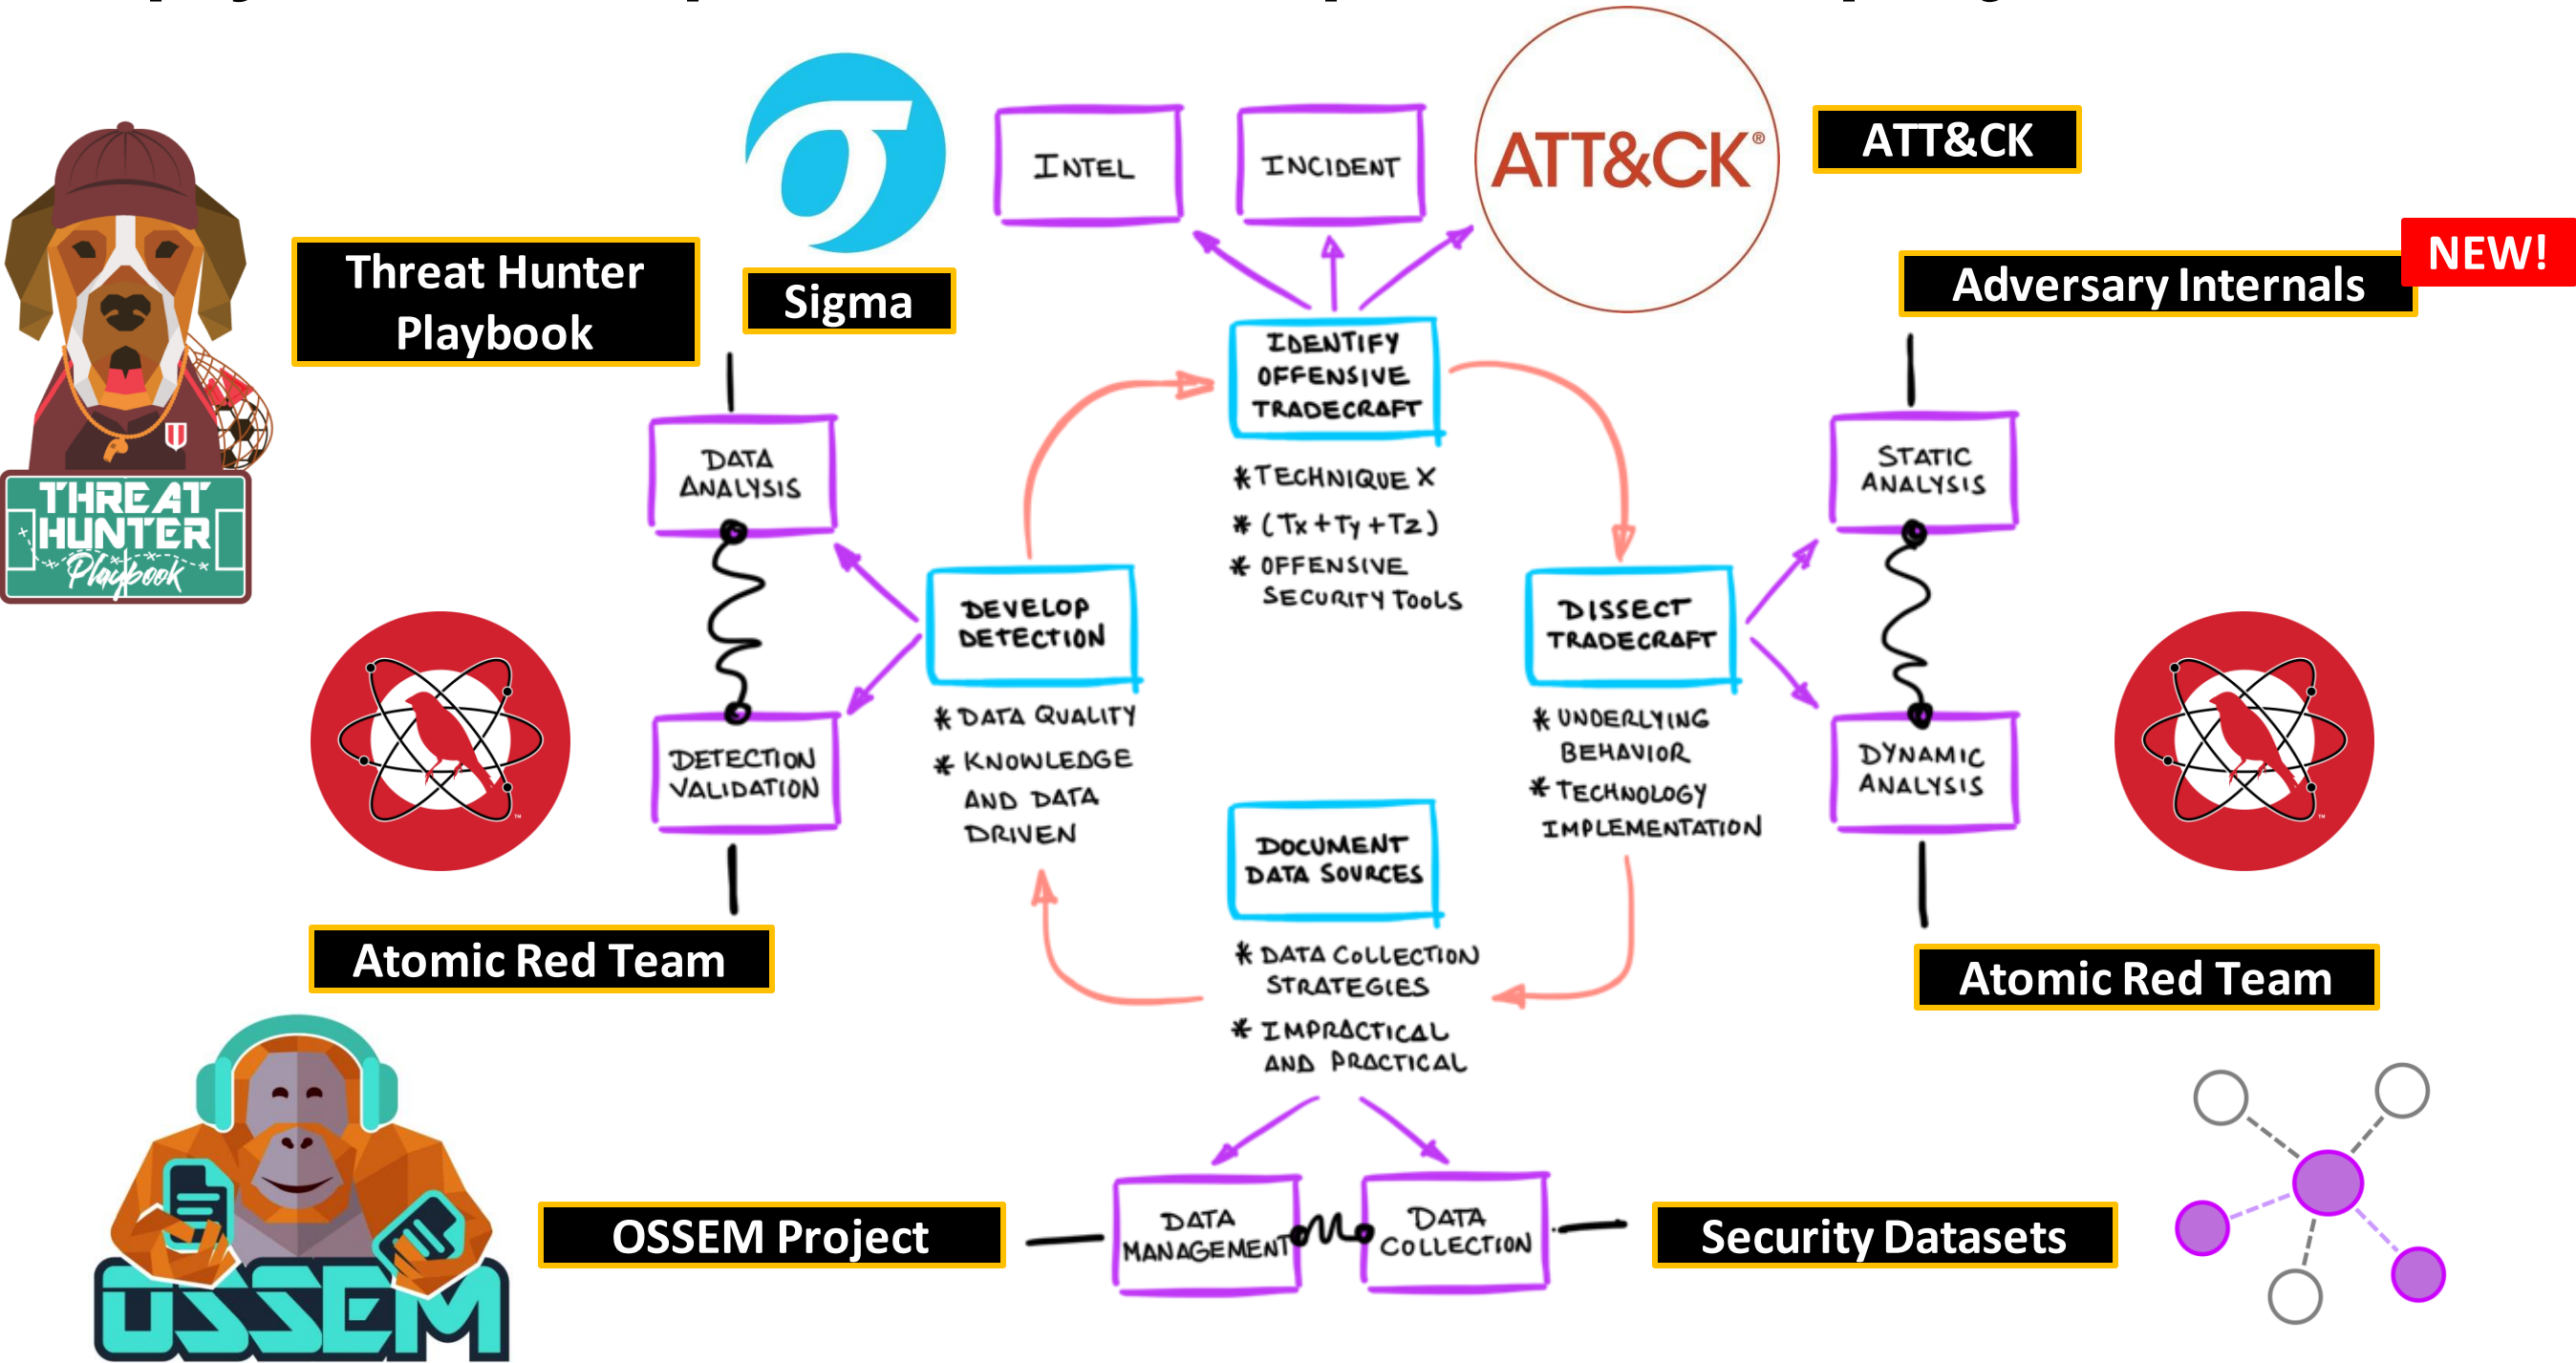 ATT&CK®
ATT&CK
INTEL
INCIDENT
NEW!
Threat Hunter
Playbook
Sigma
Adversary Internals
IDENTIFY
OFFENSIVE
TRADECRAFT
* TECHNIQUE X
* (Tx + Ty + Tz)
* OFFENSIVE
SECURITY TOOLS
DATA
ANALYSIS
STATIC
ANALYSIS
THREAT
HUNTER
Playbook
DEVELOP
DETECTION
* DATA QUALITY
* KNOWLEDGE
AND DATA
DRIVEN
DISSECT
TRADECRAFT
* UNDERLYING
BEHAVIOR
* TECHNOLOGY
IMPLEMENTATION
DETECTION
VALIDATION
DYNAMIC
ANALYSIS
TM
TM
DOCUMENT
DATA SOURCES
* DATA COLLECTION
STRATEGIES
* IMPRACTICAL
AND PRACTICAL
Atomic Red Team
Atomic Red Team
OSSEM Project
DATA
MANAGEMENT
DATA
COLLECTION
Security Datasets
OSSEM